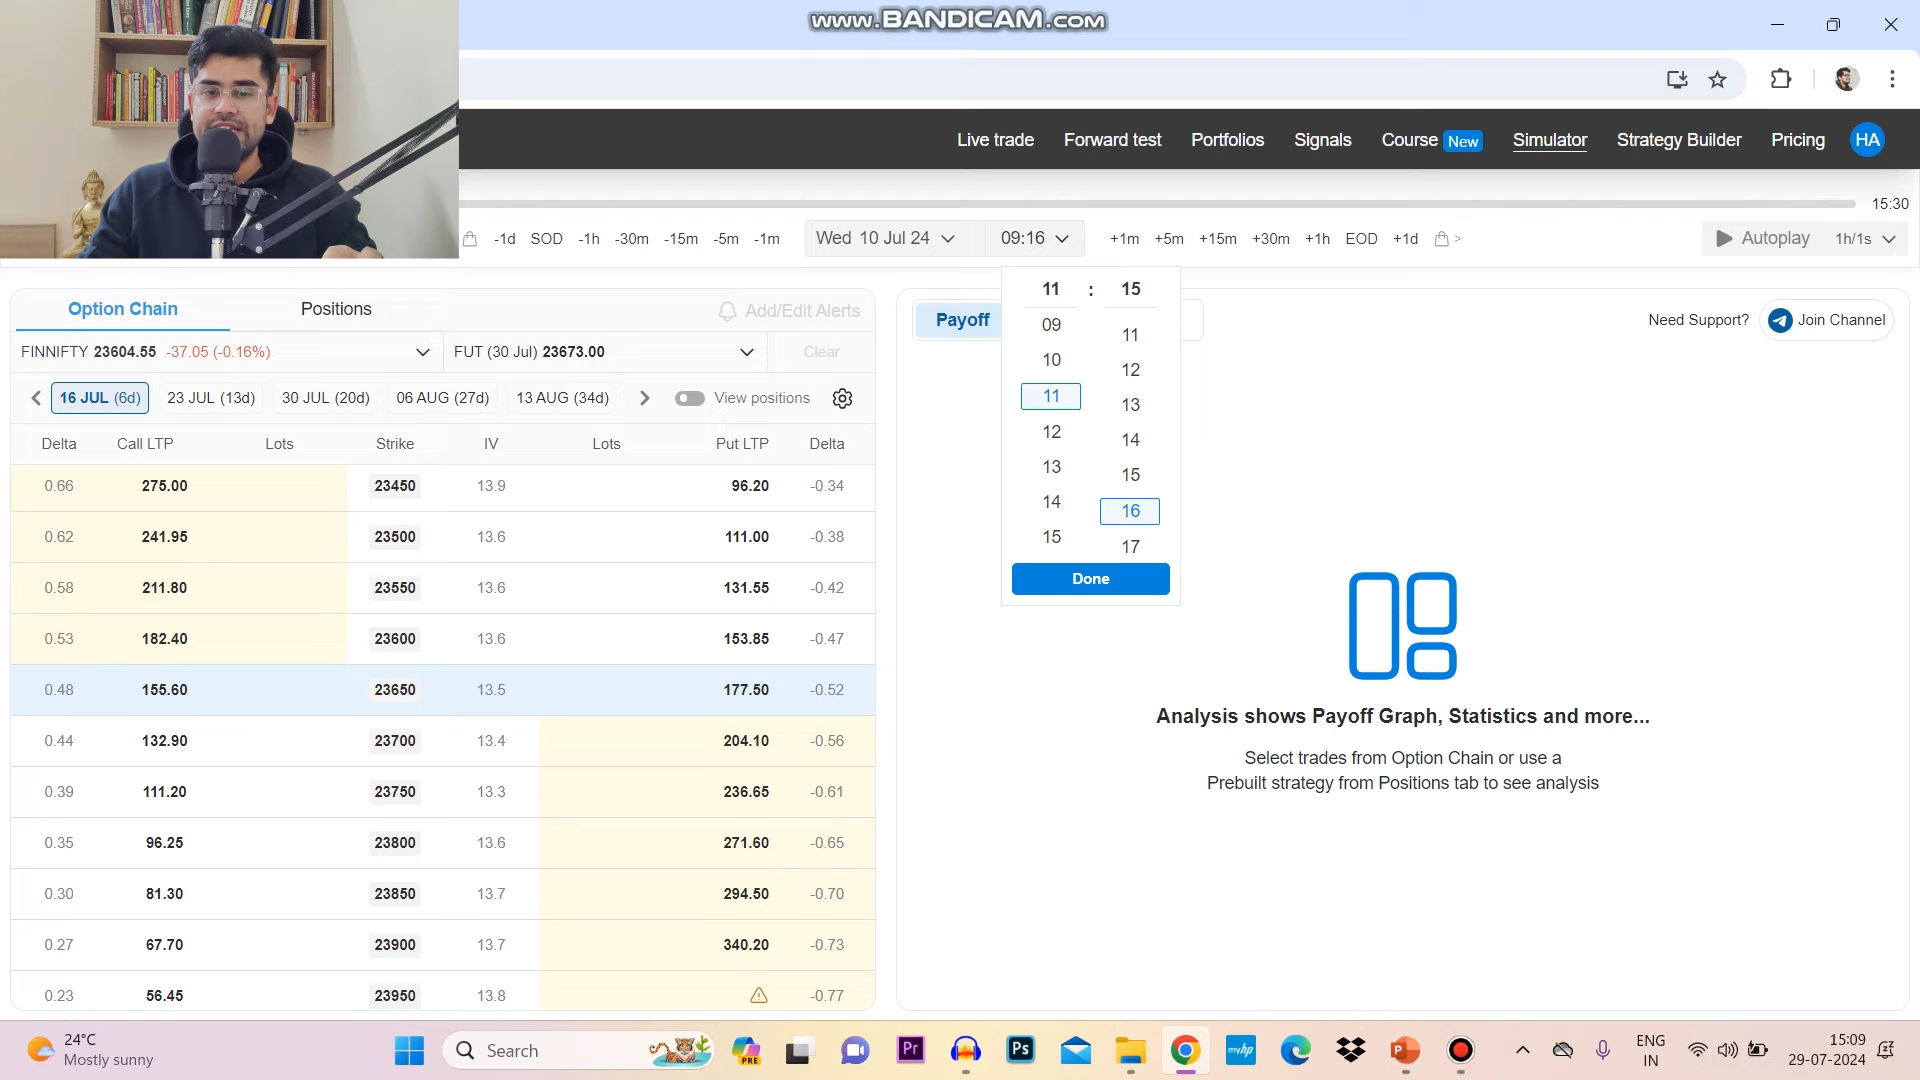 www.BANDICAM.com
Live trade Forward test Portfolios Signals Course New Simulator Strategy Builder Pricing HA
15:30
-1d SOD -1h -30m -15m -5m -1m Wed 10 Jul 24 09:16 +1m +5m +15m +30m +1h EOD +1d > Autoplay 1h/1s
Option Chain Positions Add/Edit Alerts
FINNIFTY 23604.55 -37.05 (-0.16%) FUT (30 Jul) 23673.00 Clear
16 JUL (6d) 23 JUL (13d) 30 JUL (20d) 06 AUG (27d) 13 AUG (34d) View positions
Delta Call LTP Lots Strike IV Lots Put LTP Delta
0.66 275.00 23450 13.9 96.20 -0.34
0.62 241.95 23500 13.6 111.00 -0.38
0.58 211.80 23550 13.6 131.55 -0.42
0.53 182.40 23600 13.6 153.85 -0.47
0.48 155.60 23650 13.5 177.50 -0.52
0.44 132.90 23700 13.4 204.10 -0.56
0.39 111.20 23750 13.3 236.65 -0.61
0.35 96.25 23800 13.6 271.60 -0.65
0.30 81.30 23850 13.7 294.50 -0.70
0.27 67.70 23900 13.7 340.20 -0.73
0.23 56.45 23950 13.8 -0.77
11 : 15
09 11
10 12
11 13
12 14
13 15
14 16
15 17
Done
Payoff
Need Support? Join Channel
Analysis shows Payoff Graph, Statistics and more...
Select trades from Option Chain or use a
Prebuilt strategy from Positions tab to see analysis
24°C
Mostly sunny
Search
PRE
Pr
Ps
myhp
P
ENG
IN
15:09
29-07-2024